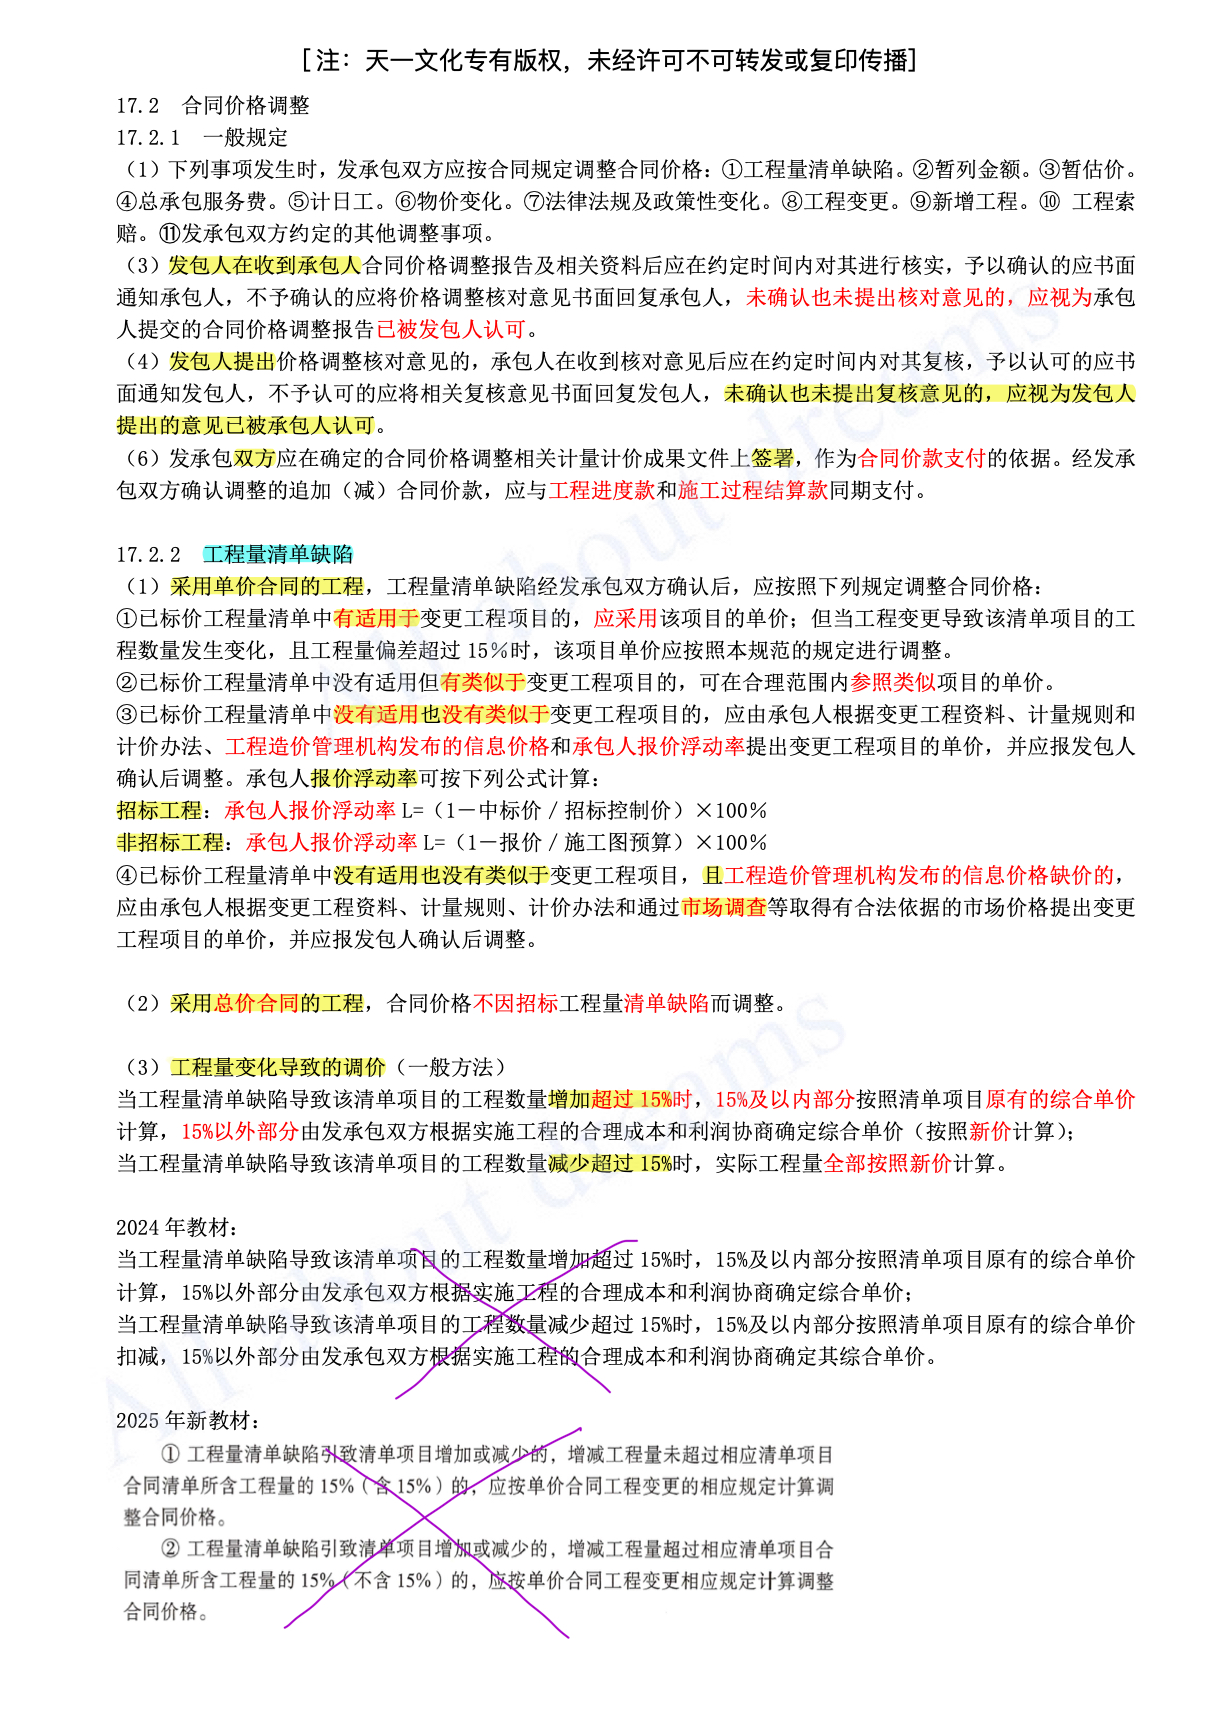 [注：天一文化专有版权，未经许可不可转发或复印传播]
17.2　合同价格调整
17.2.1　一般规定
（1）下列事项发生时，发承包双方应按合同规定调整合同价格：①工程量清单缺陷。②暂列金额。③暂估价。
④总承包服务费。⑤计日工。⑥物价变化。⑦法律法规及政策性变化。⑧工程变更。⑨新增工程。⑩ 工程索
赔。⑪发承包双方约定的其他调整事项。
（3）发包人在收到承包人合同价格调整报告及相关资料后应在约定时间内对其进行核实，予以确认的应书面
通知承包人，不予确认的应将价格调整核对意见书面回复承包人，未确认也未提出核对意见的，应视为承包
人提交的合同价格调整报告已被发包人认可。
（4）发包人提出价格调整核对意见的，承包人在收到核对意见后应在约定时间内对其复核，予以认可的应书
面通知发包人，不予认可的应将相关复核意见书面回复发包人，未确认也未提出复核意见的，应视为发包人
提出的意见已被承包人认可。
（6）发承包双方应在确定的合同价格调整相关计量计价成果文件上签署，作为合同价款支付的依据。经发承
包双方确认调整的追加（减）合同价款，应与工程进度款和施工过程结算款同期支付。
17.2.2　工程量清单缺陷
（1）采用单价合同的工程，工程量清单缺陷经发承包双方确认后，应按照下列规定调整合同价格：
①已标价工程量清单中有适用于变更工程项目的，应采用该项目的单价；但当工程变更导致该清单项目的工
程数量发生变化，且工程量偏差超过 15％时，该项目单价应按照本规范的规定进行调整。
②已标价工程量清单中没有适用但有类似于变更工程项目的，可在合理范围内参照类似项目的单价。
③已标价工程量清单中没有适用也没有类似于变更工程项目的，应由承包人根据变更工程资料、计量规则和
计价办法、工程造价管理机构发布的信息价格和承包人报价浮动率提出变更工程项目的单价，并应报发包人
确认后调整。承包人报价浮动率可按下列公式计算：
招标工程：承包人报价浮动率 L=（1－中标价／招标控制价）×100％
非招标工程：承包人报价浮动率 L=（1－报价／施工图预算）×100％
④已标价工程量清单中没有适用也没有类似于变更工程项目，且工程造价管理机构发布的信息价格缺价的，
应由承包人根据变更工程资料、计量规则、计价办法和通过市场调查等取得有合法依据的市场价格提出变更
工程项目的单价，并应报发包人确认后调整。
（2）采用总价合同的工程，合同价格不因招标工程量清单缺陷而调整。
（3）工程量变化导致的调价（一般方法）
当工程量清单缺陷导致该清单项目的工程数量增加超过 15%时，15%及以内部分按照清单项目原有的综合单价
计算，15%以外部分由发承包双方根据实施工程的合理成本和利润协商确定综合单价（按照新价计算）；
当工程量清单缺陷导致该清单项目的工程数量减少超过 15%时，实际工程量全部按照新价计算。
2024 年教材：
当工程量清单缺陷导致该清单项目的工程数量增加超过 15%时，15%及以内部分按照清单项目原有的综合单价
计算，15%以外部分由发承包双方根据实施工程的合理成本和利润协商确定综合单价；
当工程量清单缺陷导致该清单项目的工程数量减少超过 15%时，15%及以内部分按照清单项目原有的综合单价
扣减，15%以外部分由发承包双方根据实施工程的合理成本和利润协商确定其综合单价。
2025 年新教材：
① 工程量清单缺陷引致清单项目增加或减少的，增减工程量未超过相应清单项目
合同清单所含工程量的 15%（含 15%）的，应按单价合同工程变更的相应规定计算调
整合同价格。
② 工程量清单缺陷引致清单项目增加或减少的，增减工程量超过相应清单项目合
同清单所含工程量的 15%（不含 15%）的，应按单价合同工程变更相应规定计算调整
合同价格。
All about dreams
All about dreams